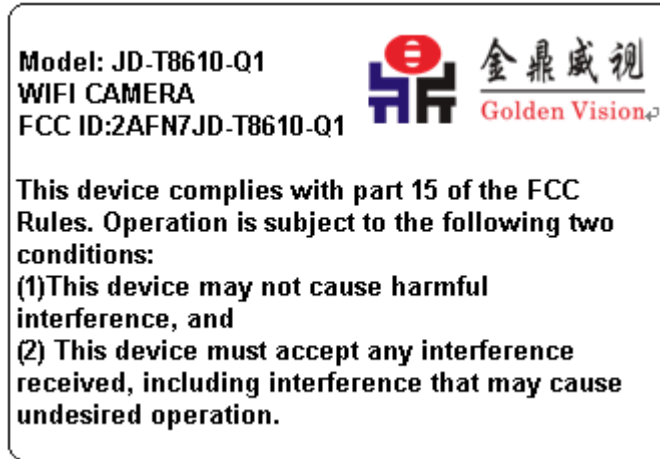 Model: JD-T8610-Q1
WIFI CAMERA
FCC ID:2AFN7JD-T8610-Q1
金鼎威视
Golden Vision
This device complies with part 15 of the FCC
Rules. Operation is subject to the following two
conditions:
(1)This device may not cause harmful
interference, and
(2) This device must accept any interference
received, including interference that may cause
undesired operation.